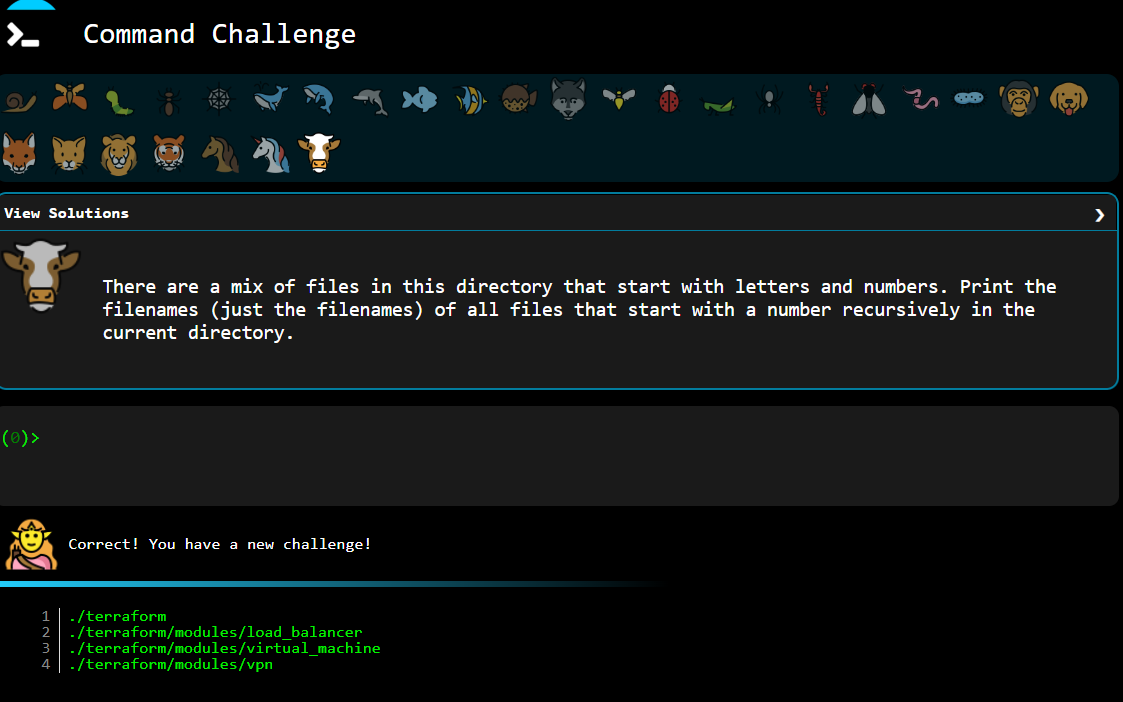 Command Challenge
View Solutions
There are a mix of files in this directory that start with letters and numbers. Print the
filenames (just the filenames) of all files that start with a number recursively in the
current directory.
(0)>
Correct! You have a new challenge!
1 ./terraform
2 ./terraform/modules/load_balancer
3 ./terraform/modules/virtual_machine
4 ./terraform/modules/vpn